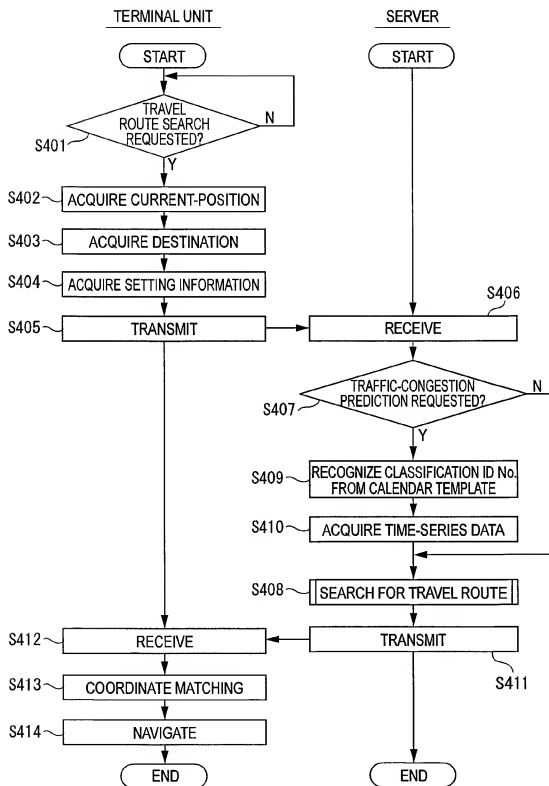 TERMINAL UNIT
SERVER
START
START
TRAVEL
ROUTE SEARCH
REQUESTED?
N
S401
Y
S402
ACQUIRE CURRENT-POSITION
S403
ACQUIRE DESTINATION
S404
ACQUIRE SETTING INFORMATION
S405
TRANSMIT
S406
RECEIVE
TRAFFIC-CONGESTION
PREDICTION REQUESTED?
N
S407
Y
S409
RECOGNIZE CLASSIFICATION ID No.
FROM CALENDAR TEMPLATE
S410
ACQUIRE TIME-SERIES DATA
S408
SEARCH FOR TRAVEL ROUTE
S412
RECEIVE
TRANSMIT
S411
S413
COORDINATE MATCHING
S414
NAVIGATE
END
END